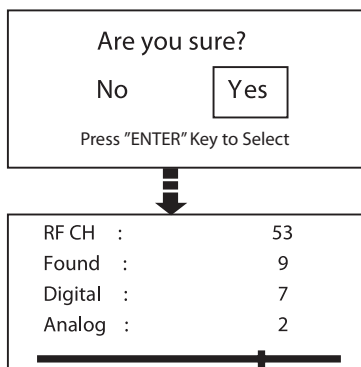 Are you sure?
No Yes
Press "ENTER" Key to Select
RF CH : 53
Found : 9
Digital : 7
Analog : 2